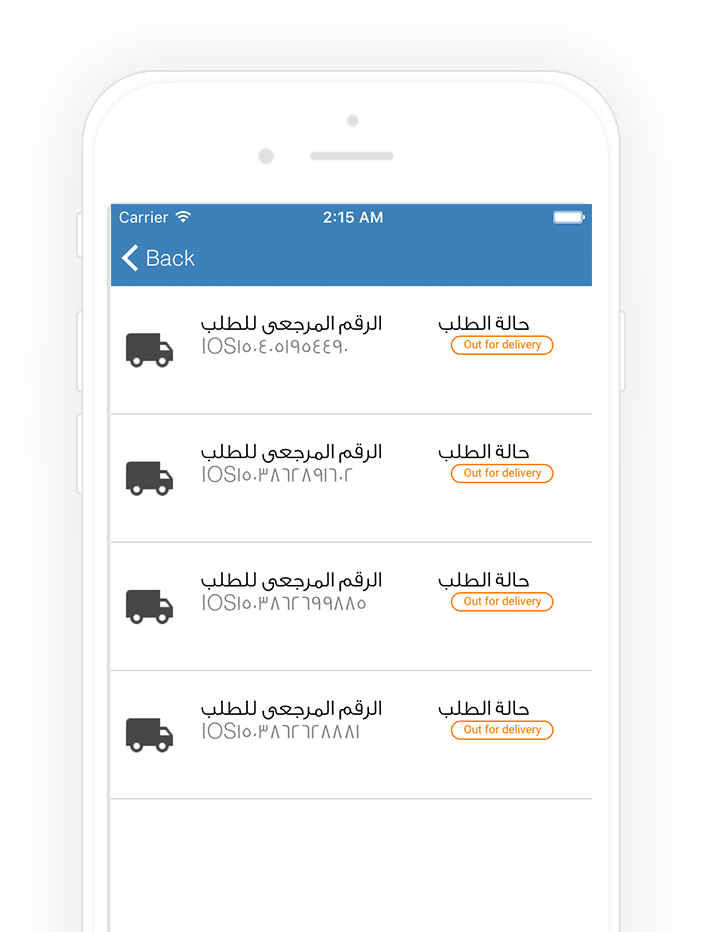 Carrier
2:15 AM
Back
الرقم المرجعي للطلب
حالة الطلب
IOS١٥٠٤٠٥١٩٥٤٤٩٠
Out for delivery
الرقم المرجعي للطلب
حالة الطلب
IOS١٥٠٣٨٦٢٨٩١٦٠٢
Out for delivery
الرقم المرجعي للطلب
حالة الطلب
IOS١٥٠٣٨٦٢٦٩٩٨٨٥
Out for delivery
الرقم المرجعي للطلب
حالة الطلب
IOS١٥٠٣٨٦٢٦٢٨٨٨١
Out for delivery